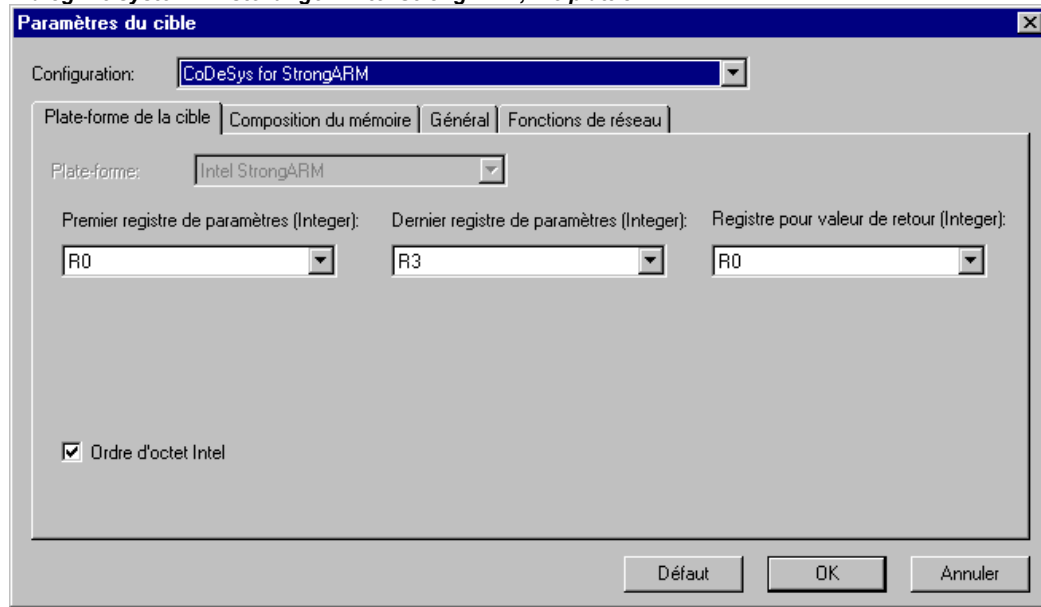 Paramètres du cible
Configuration: CoDeSys for StrongARM
Plate-forme de la cible Composition du mémoire Général Fonctions de réseau
Plate-forme: Intel StrongARM
Premier registre de paramètres (Integer): Dernier registre de paramètres (Integer): Registre pour valeur de retour (Integer):
R0 R3 R0
Ordre d'octet Intel
Défaut OK Annuler